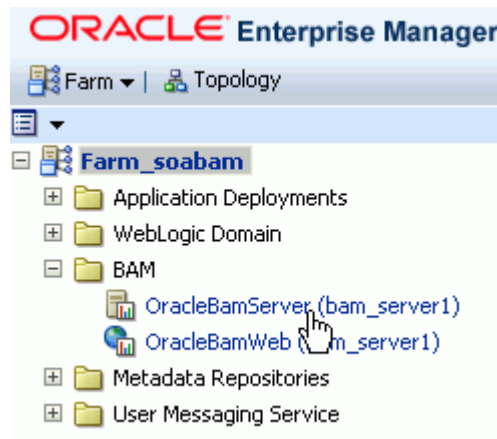 ORACLE Enterprise Manager
Farm | Topology
Farm_soabam
Application Deployments
WebLogic Domain
BAM
OracleBamServer (bam_server1)
OracleBamWeb ( m_server1)
Metadata Repositories
User Messaging Service